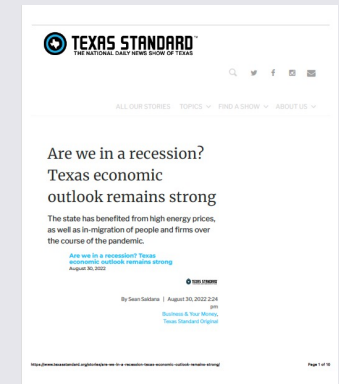 TEXAS STANDARD™
THE NATIONAL DAILY NEWS SHOW OF TEXAS
ALL OUR STORIES TOPICS FIND A SHOW ABOUT US
Are we in a recession?
Texas economic
outlook remains strong
The state has benefited from high energy prices,
as well as in-migration of people and firms over
the course of the pandemic.
Are we in a recession? Texas
economic outlook remains strong
August 30, 2022
TEXAS STANDARD
By Sean Saldana | August 30, 2022 2:24
pm
Business & Your Money,
Texas Standard Original
https://www.texasstandard.org/stories/are-we-in-a-recession-texas-economic-outlook-remains-strong/
Page 1 of 10